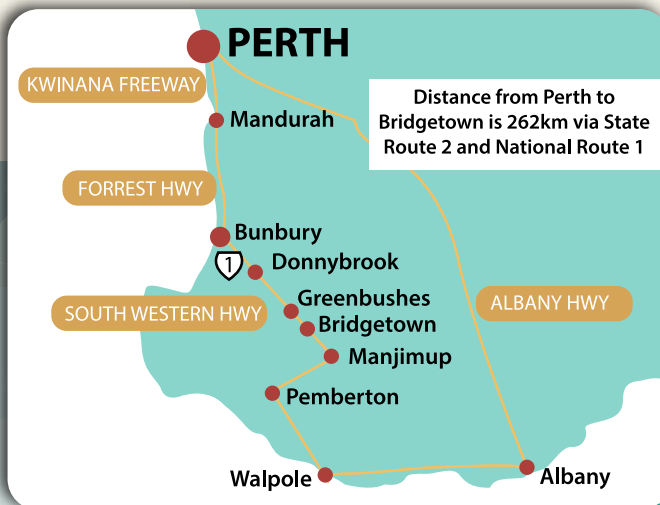 PERTH
KWINANA FREEWAY
Distance from Perth to
Bridgetown is 262km via State
Route 2 and National Route 1
Mandurah
FORREST HWY
Bunbury
1
Donnybrook
Greenbushes
SOUTH WESTERN HWY
ALBANY HWY
Bridgetown
Manjimup
Pemberton
Walpole
Albany